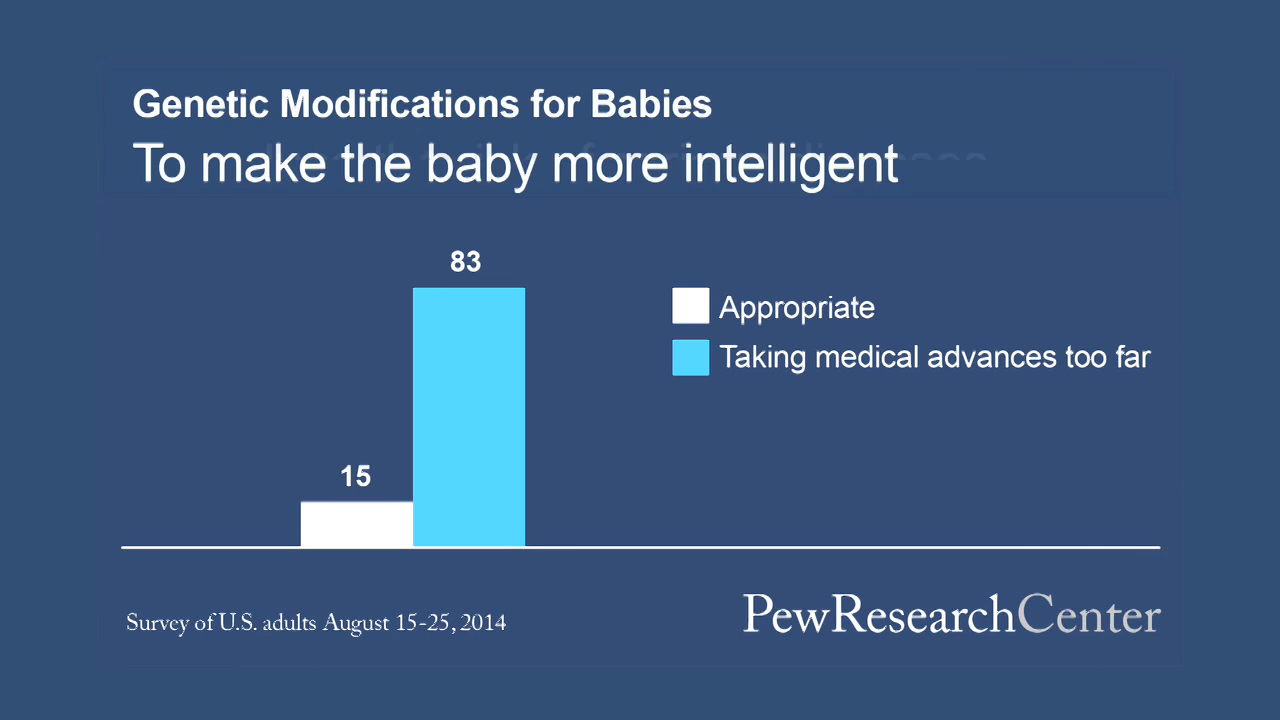 Genetic Modifications for Babies
To make the baby more intelligent
83
Appropriate
Taking medical advances too far
15
Survey of U.S. adults August 15-25, 2014
PewResearchCenter